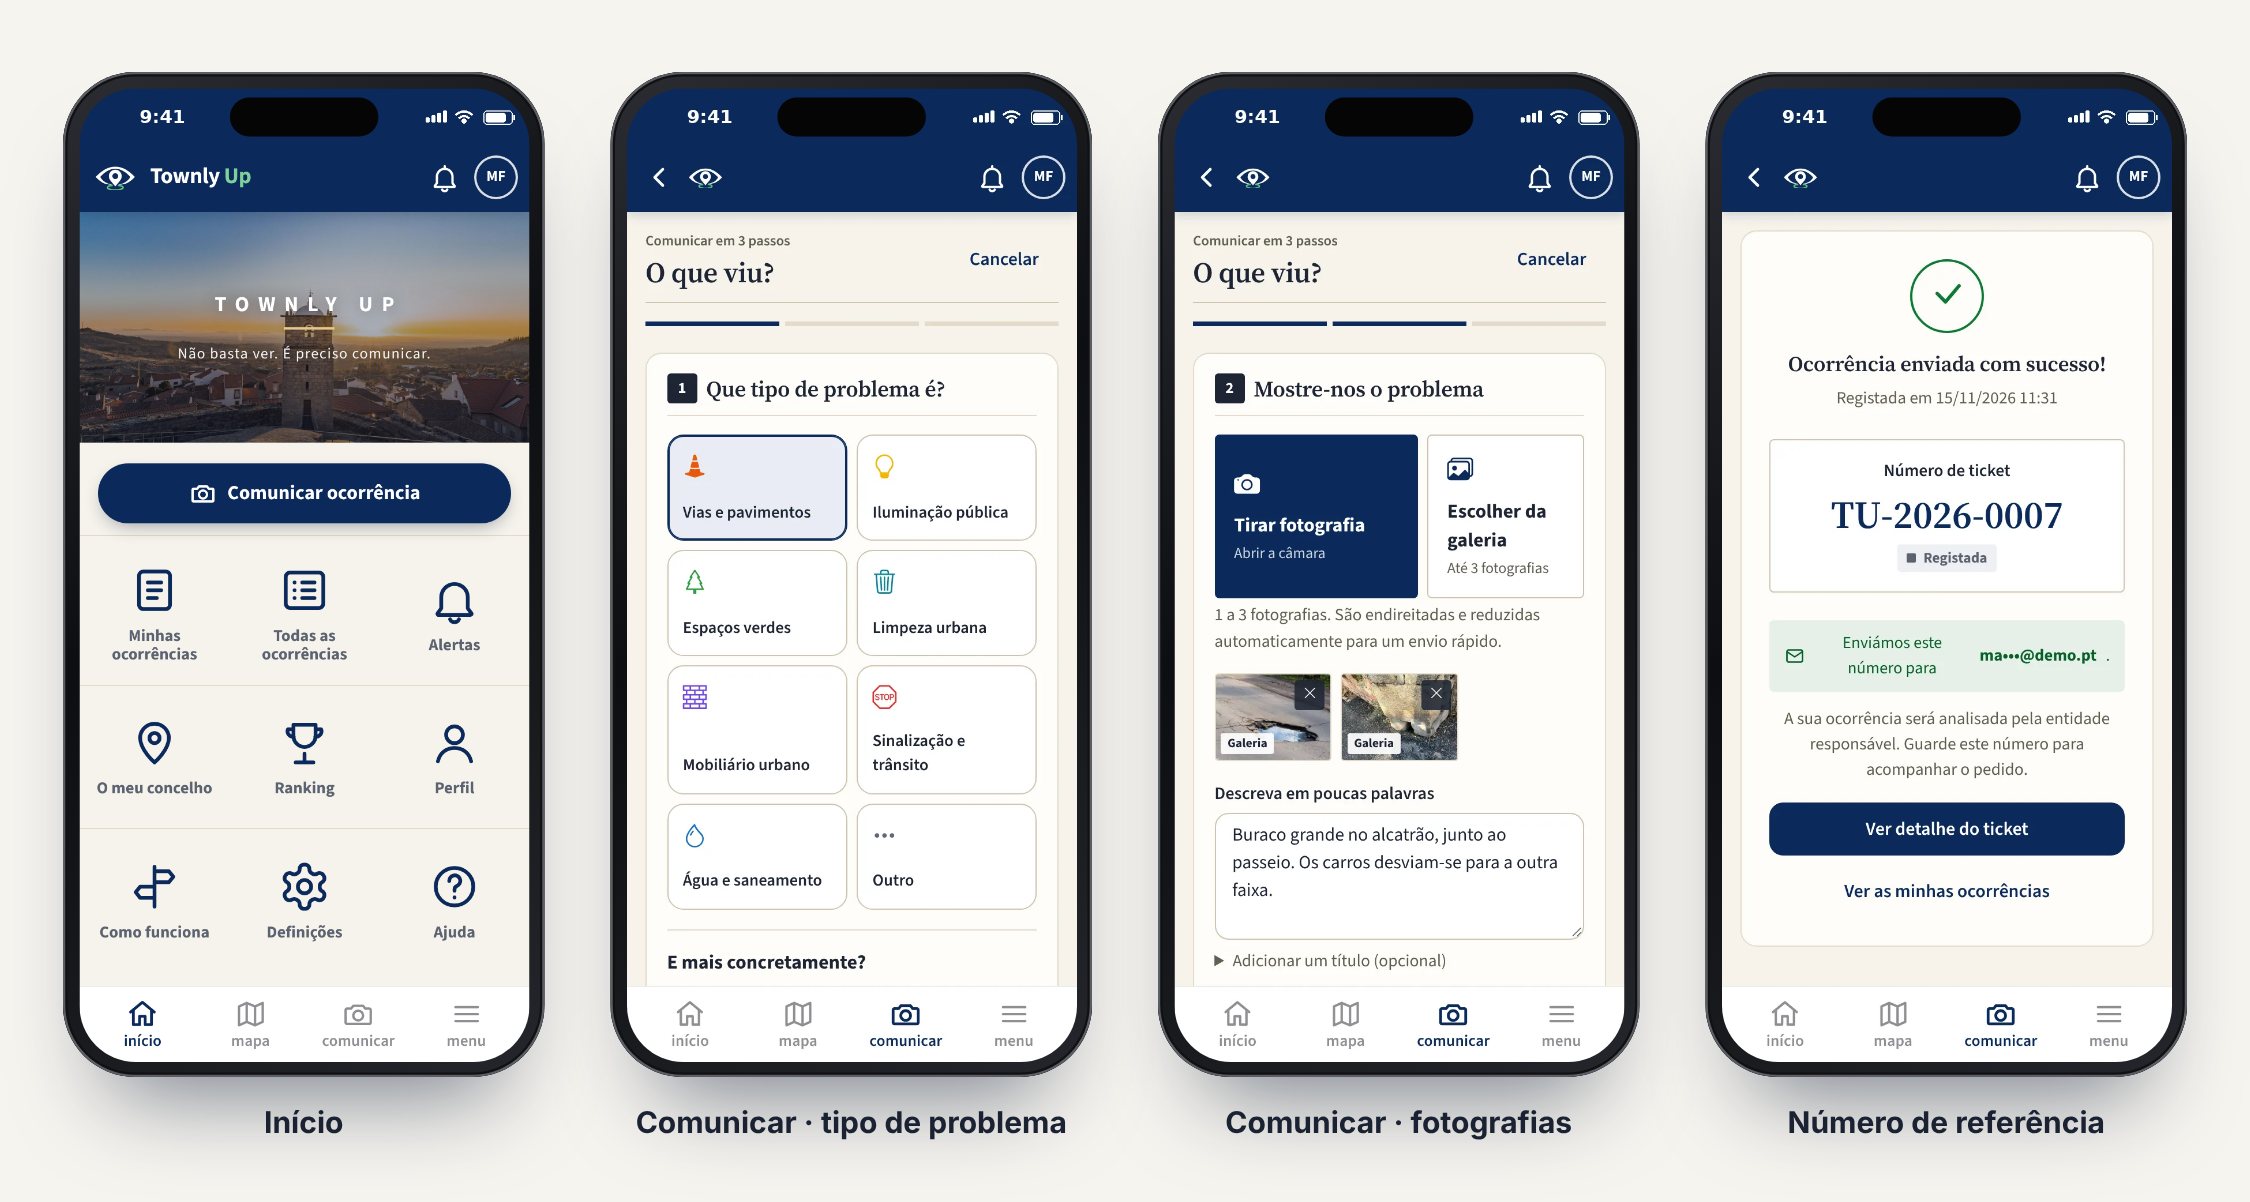 9:41
Townly Up
MF
TOWNLY UP
Não basta ver. É preciso comunicar.
Comunicar ocorrência
Minhas
ocorrências
Todas as
ocorrências
Alertas
O meu concelho
Ranking
Perfil
Como funciona
Definições
Ajuda
início
mapa
comunicar
menu
Início
9:41
MF
Comunicar em 3 passos
O que viu?
Cancelar
1
Que tipo de problema é?
Vias e pavimentos
Iluminação pública
Espaços verdes
Limpeza urbana
Mobiliário urbano
STOP
Sinalização e
trânsito
Água e saneamento
Outro
E mais concretamente?
início
mapa
comunicar
menu
Comunicar · tipo de problema
9:41
MF
Comunicar em 3 passos
O que viu?
Cancelar
2
Mostre-nos o problema
Tirar fotografia
Abrir a câmara
Escolher da
galeria
Até 3 fotografias
1 a 3 fotografias. São endireitadas e reduzidas
automaticamente para um envio rápido.
Galeria
Galeria
Descreva em poucas palavras
Buraco grande no alcatrão, junto ao
passeio. Os carros desviam-se para a outra
faixa.
Adicionar um título (opcional)
início
mapa
comunicar
menu
Comunicar · fotografias
9:41
MF
Ocorrência enviada com sucesso!
Registada em 15/11/2026 11:31
Número de ticket
TU-2026-0007
Registada
Enviámos este
número para
ma•••@demo.pt .
A sua ocorrência será analisada pela entidade
responsável. Guarde este número para
acompanhar o pedido.
Ver detalhe do ticket
Ver as minhas ocorrências
início
mapa
comunicar
menu
Número de referência